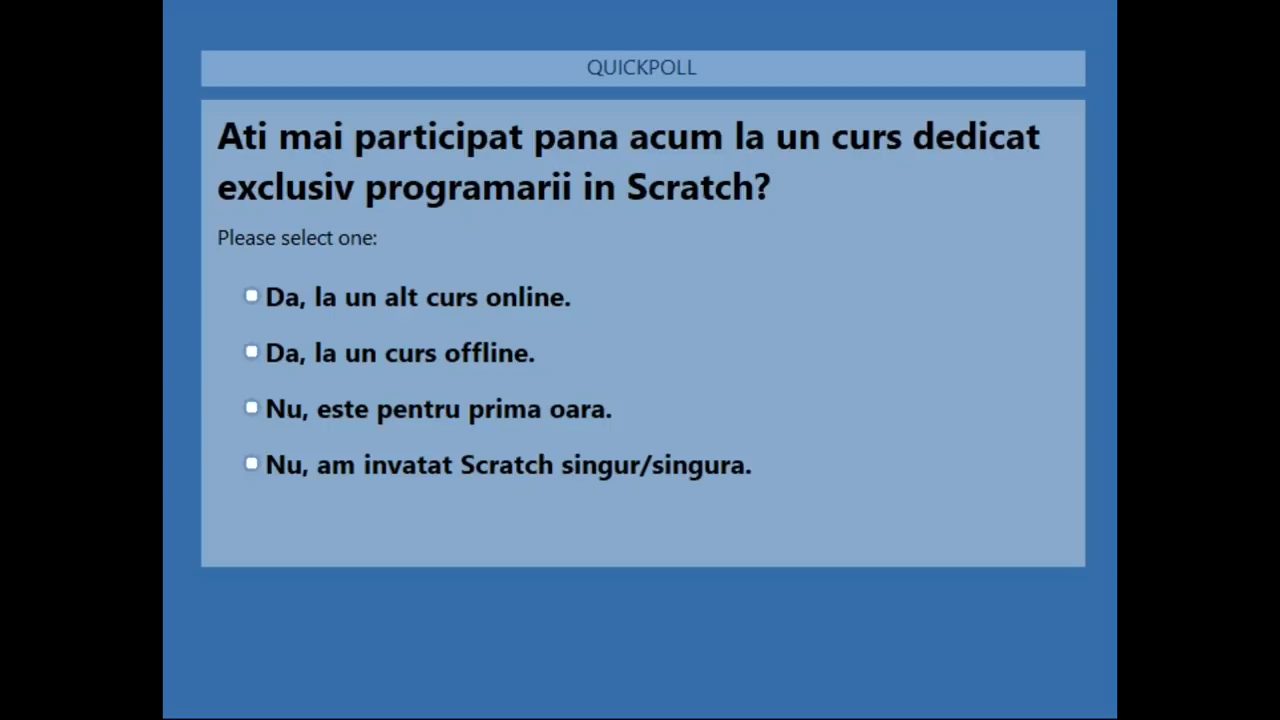 QUICKPOLL
Ati mai participat pana acum la un curs dedicat
exclusiv programarii in Scratch?
Please select one:
Da, la un alt curs online.
Da, la un curs offline.
Nu, este pentru prima oara.
Nu, am invatat Scratch singur/singura.